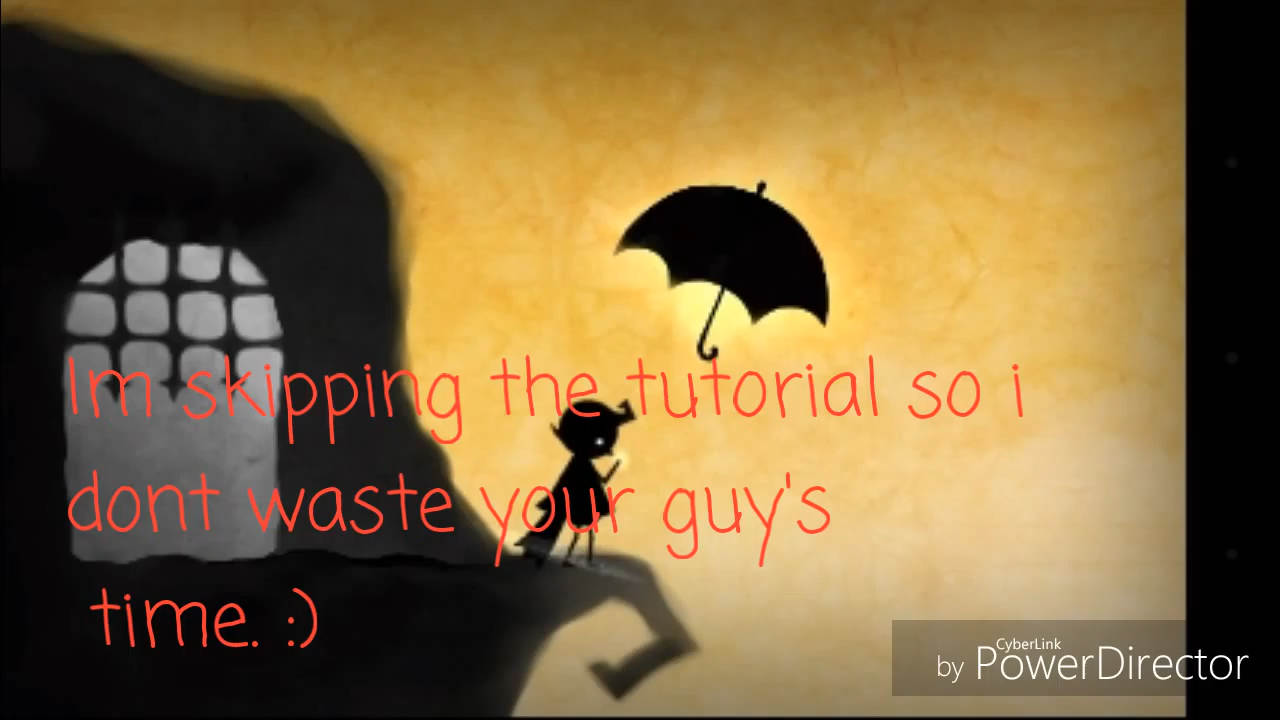 Im skipping the tutorial so i
dont waste your guy's
time. :)
CyberLink
by PowerDirector